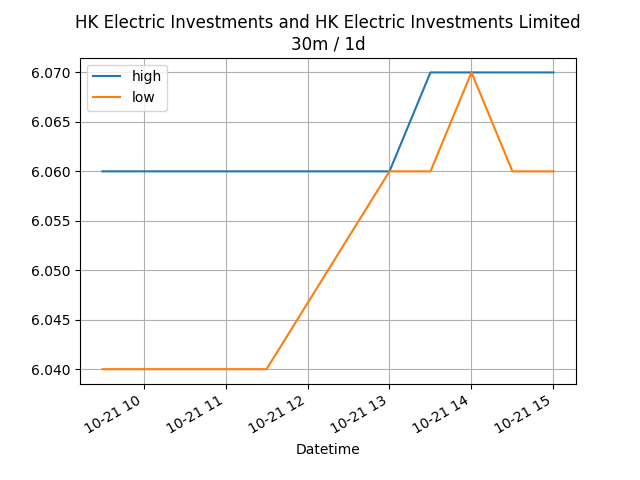 HK Electric Investments and HK Electric Investments Limited
30m / 1d
high
low
6.070
6.065
6.060
6.055
6.050
6.045
6.040
10-21 10
10-21 11
10-21 12
10-21 13
10-21 14
10-21 15
Datetime